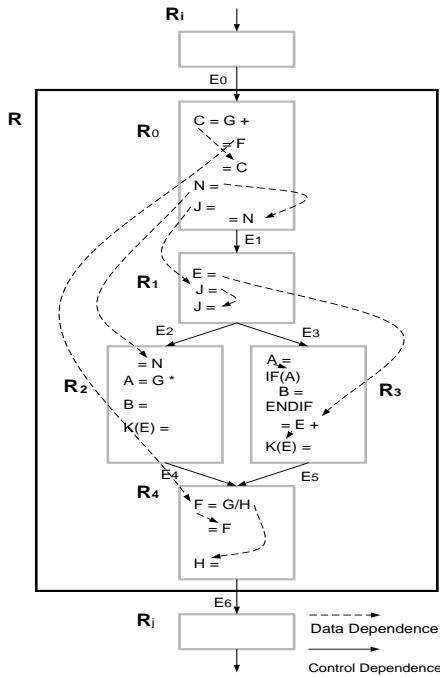 Ri
E0
R
R0
C = G +
= F
= C
N =
J =
= N
E1
R1
E =
J =
J =
E2
E3
R2
= N
A = G *
B =
K(E) =
A =
IF(A)
B =
ENDIF
= E +
K(E) =
R3
E4
E5
R4
F = G/H
= F
H =
E6
Rj
Data Dependence
Control Dependence